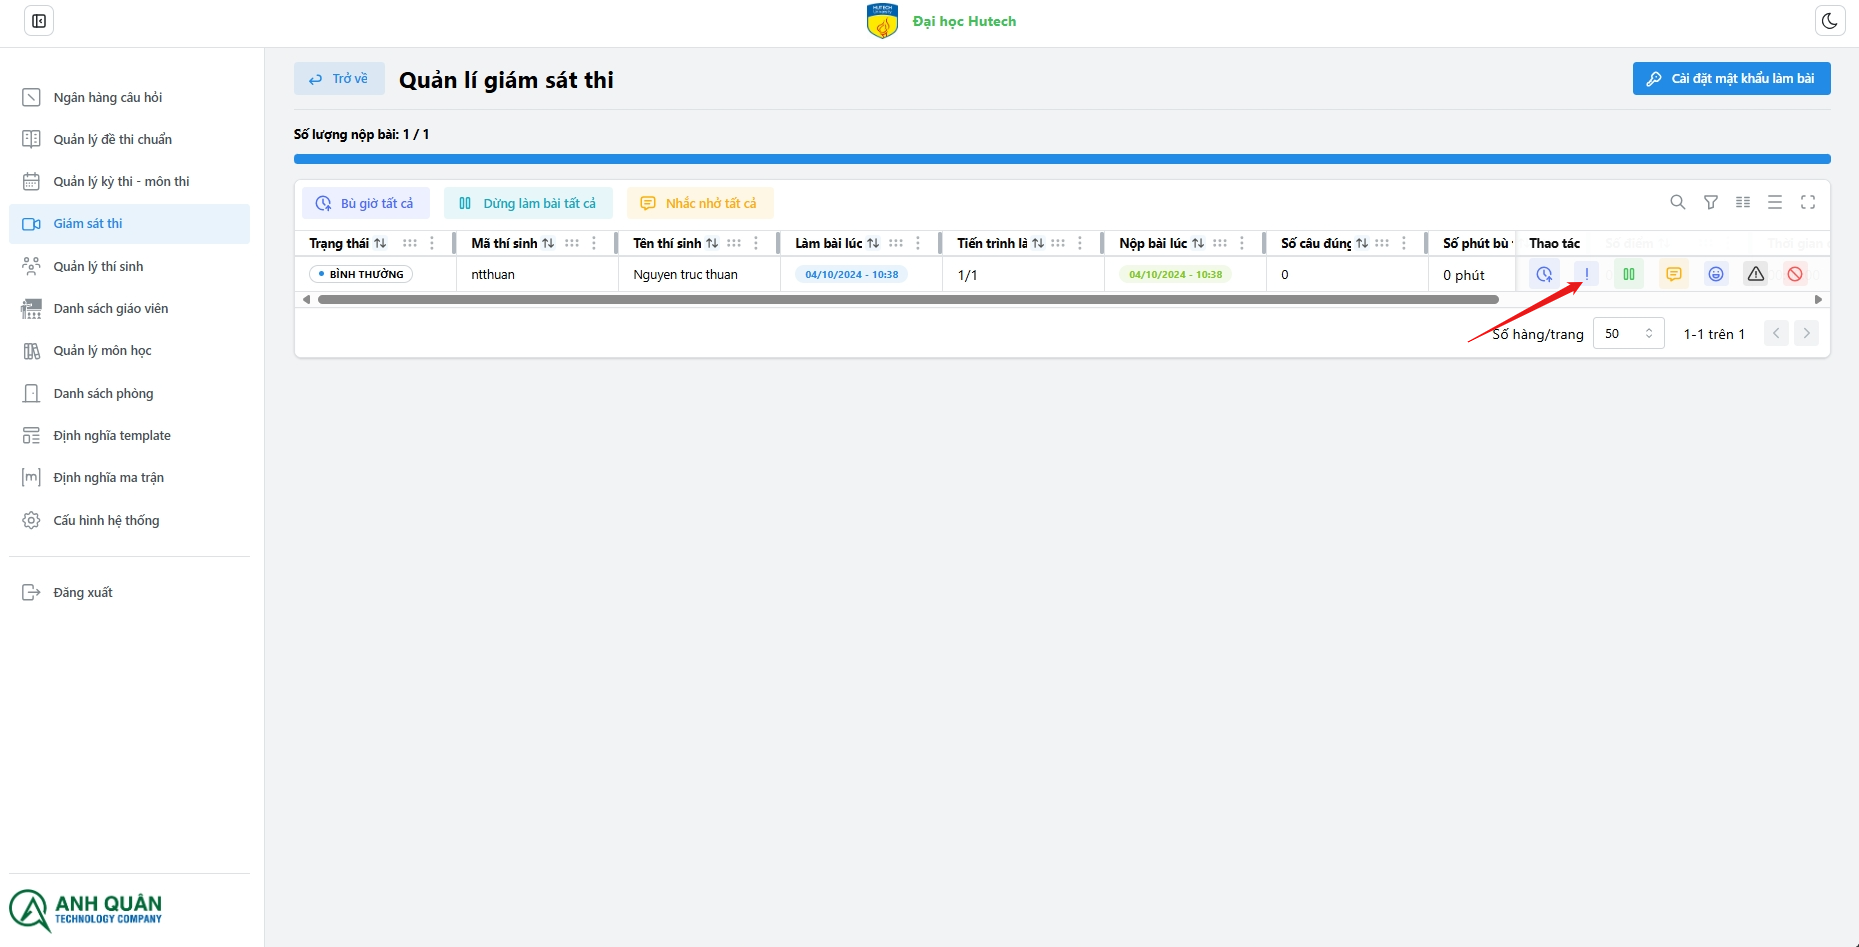 HUTECH
Đại học Hutech
Ngân hàng câu hỏi
Quản lý đề thi chuẩn
Quản lý kỳ thi - môn thi
Giám sát thi
Quản lý thí sinh
Danh sách giáo viên
Quản lý môn học
Danh sách phòng
Định nghĩa template
Định nghĩa ma trận
Cấu hình hệ thống
Đăng xuất
ANH QUÂN
TECHNOLOGY COMPANY
Trở về
Quản lí giám sát thi
Cài đặt mật khẩu làm bài
Số lượng nộp bài: 1 / 1
Bù giờ tất cả
Dừng làm bài tất cả
Nhắc nhở tất cả
Trạng thái Mã thí sinh Tên thí sinh Làm bài lúc Tiến trình là Nộp bài lúc Số câu đúng Số phút bù Thao tác Số điểm Thời gian
BÌNH THƯỜNG ntthuan Nguyen truc thuan 04/10/2024 - 10:38 1/1 04/10/2024 - 10:38 0 0 phút
Số hàng/trang 50 1-1 trên 1